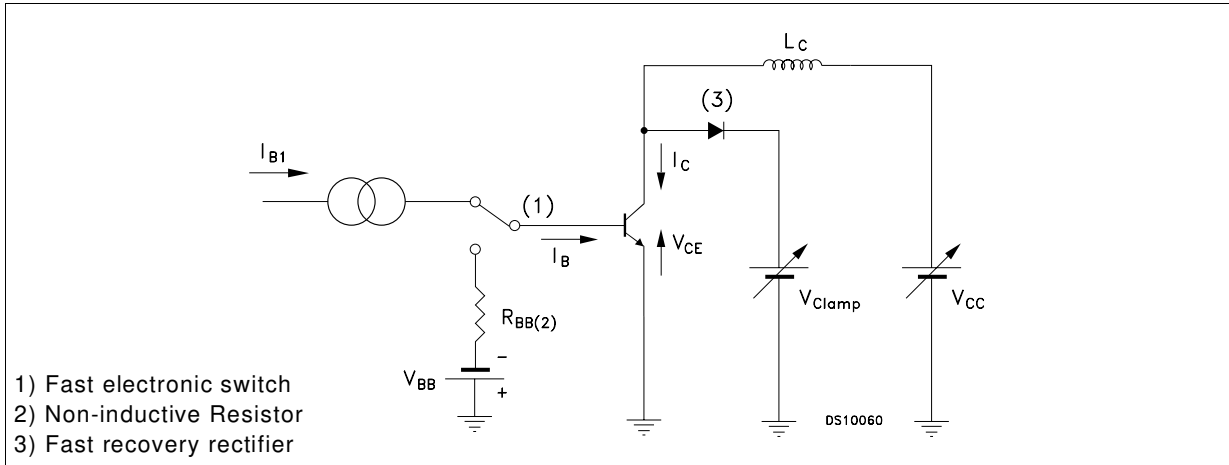 L_C
(3)
I_B1
I_C
(1)
I_B
V_CE
V_Clamp
V_CC
R_BB(2)
−
V_BB
+
DS10060
1) Fast electronic switch
2) Non-inductive Resistor
3) Fast recovery rectifier